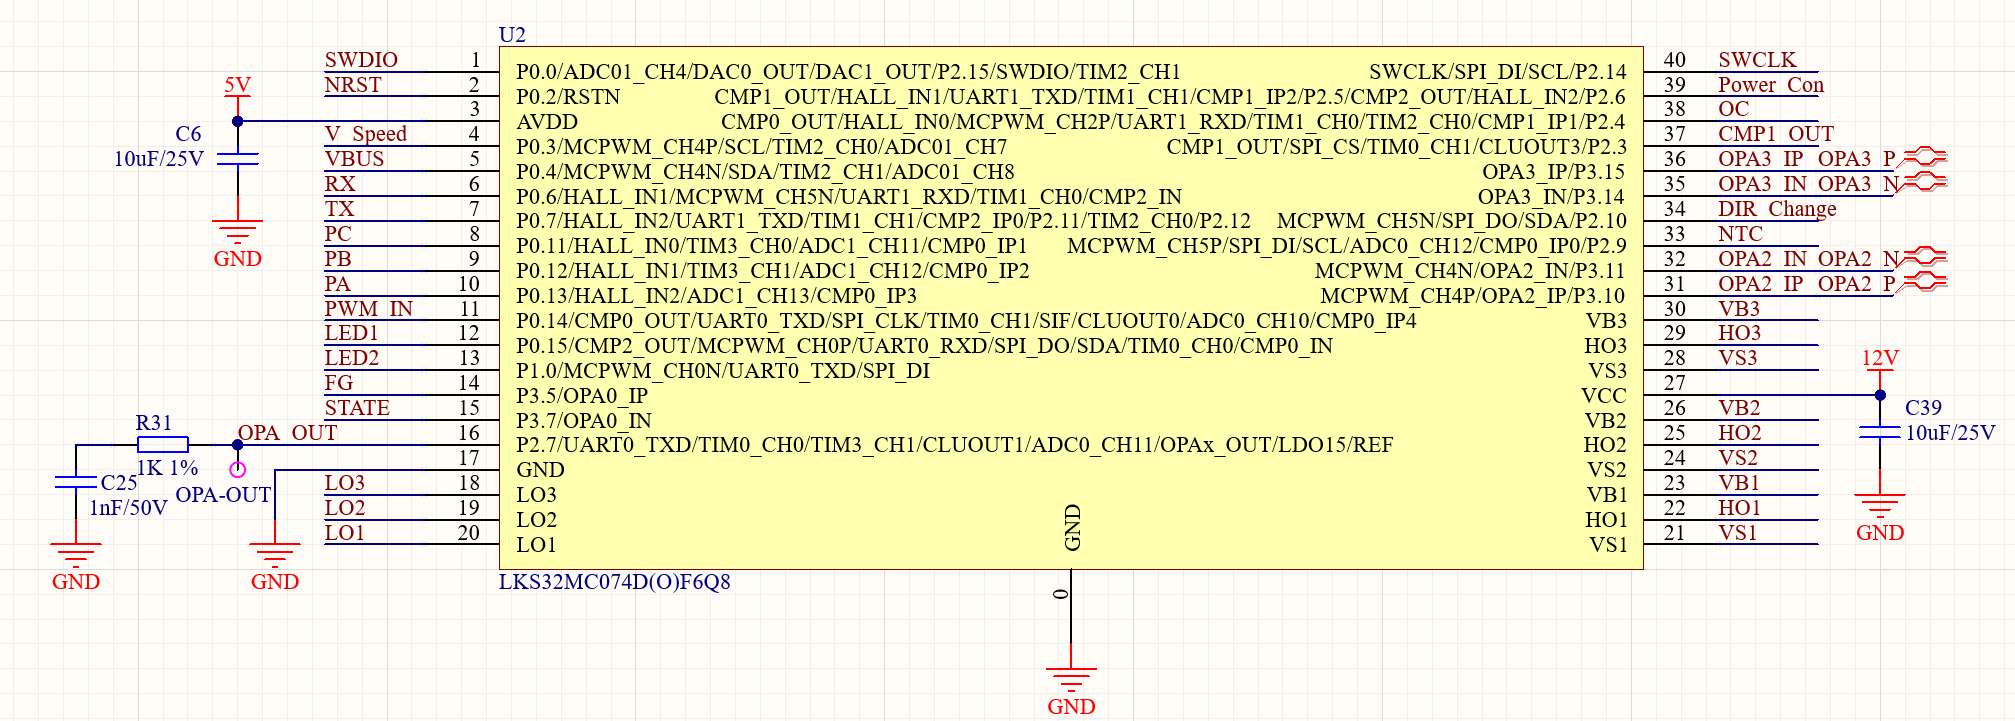 U2
SWDIO 1 P0.0/ADC01_CH4/DAC0_OUT/DAC1_OUT/P2.15/SWDIO/TIM2_CH1
NRST 2 P0.2/RSTN
5V
3 AVDD
C6
10uF/25V
GND
V_Speed 4 P0.3/MCPWM_CH4P/SCL/TIM2_CH0/ADC01_CH7
VBUS 5 P0.4/MCPWM_CH4N/SDA/TIM2_CH1/ADC01_CH8
RX 6 P0.6/HALL_IN1/MCPWM_CH5N/UART1_RXD/TIM1_CH0/CMP2_IN
TX 7 P0.7/HALL_IN2/UART1_TXD/TIM1_CH1/CMP2_IP0/P2.11/TIM2_CH0/P2.12
PC 8 P0.11/HALL_IN0/TIM3_CH0/ADC1_CH11/CMP0_IP1
PB 9 P0.12/HALL_IN1/TIM3_CH1/ADC1_CH12/CMP0_IP2
PA 10 P0.13/HALL_IN2/ADC1_CH13/CMP0_IP3
PWM_IN 11 P0.14/CMP0_OUT/UART0_TXD/SPI_CLK/TIM0_CH1/SIF/CLUOUT0/ADC0_CH10/CMP0_IP4
LED1 12 P0.15/CMP2_OUT/MCPWM_CH0P/UART0_RXD/SPI_DO/SDA/TIM0_CH0/CMP0_IN
LED2 13 P1.0/MCPWM_CH0N/UART0_TXD/SPI_DI
FG 14 P3.5/OPA0_IP
STATE 15 P3.7/OPA0_IN
OPA_OUT 16 P2.7/UART0_TXD/TIM0_CH0/TIM3_CH1/CLUOUT1/ADC0_CH11/OPAx_OUT/LDO15/REF
R31
1K 1%
C25
1nF/50V
OPA-OUT
GND
GND
17 GND
LO3 18 LO3
LO2 19 LO2
LO1 20 LO1
SWCLK/SPI_DI/SCL/P2.14 40 SWCLK
CMP1_OUT/HALL_IN1/UART1_TXD/TIM1_CH1/CMP1_IP2/P2.5/CMP2_OUT/HALL_IN2/P2.6 39 Power_Con
CMP0_OUT/HALL_IN0/MCPWM_CH2P/UART1_RXD/TIM1_CH0/TIM2_CH0/CMP1_IP1/P2.4 38 OC
CMP1_OUT/SPI_CS/TIM0_CH1/CLUOUT3/P2.3 37 CMP1_OUT
OPA3_IP/P3.15 36 OPA3_IP OPA3_P
OPA3_IN/P3.14 35 OPA3_IN OPA3_N
MCPWM_CH5N/SPI_DO/SDA/P2.10 34 DIR_Change
MCPWM_CH5P/SPI_DI/SCL/ADC0_CH12/CMP0_IP0/P2.9 33 NTC
MCPWM_CH4N/OPA2_IN/P3.11 32 OPA2_IN OPA2_N
MCPWM_CH4P/OPA2_IP/P3.10 31 OPA2_IP OPA2_P
VB3 30 VB3
HO3 29 HO3
VS3 28 VS3
VCC 27
12V
C39
10uF/25V
GND
VB2 26 VB2
HO2 25 HO2
VS2 24 VS2
VB1 23 VB1
HO1 22 HO1
VS1 21 VS1
GND
0
GND
LKS32MC074D(O)F6Q8